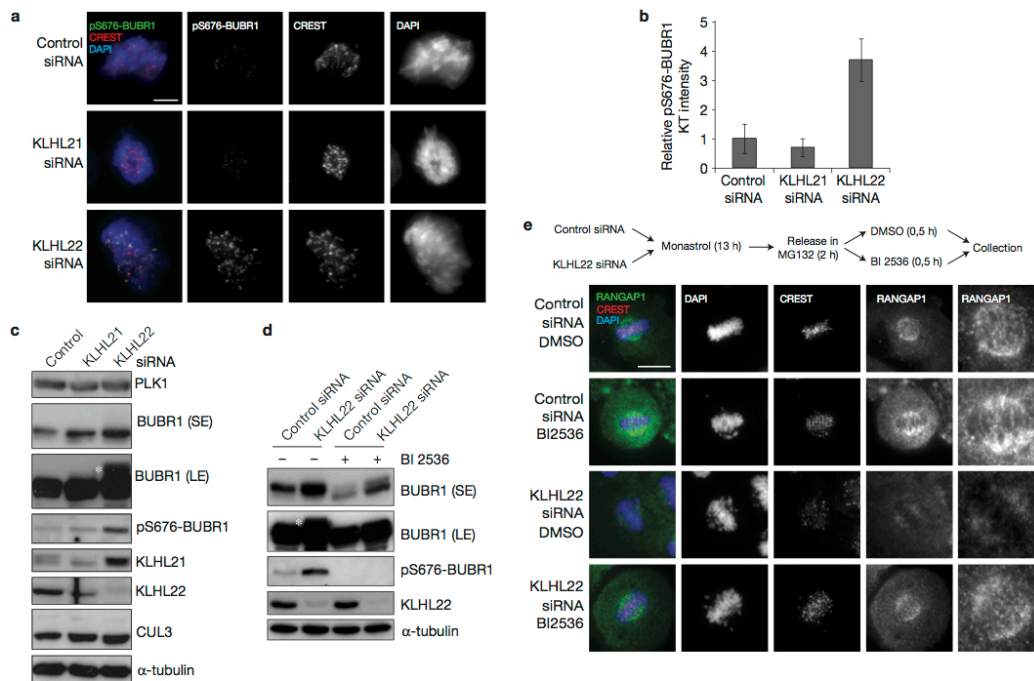 a
pS676-BUBR1
CREST
DAPI
pS676-BUBR1
CREST
DAPI
Control
siRNA
KLHL21
siRNA
KLHL22
siRNA
b
Relative pS676-BUBR1
KT intensity
5
4
3
2
1
0
Control
siRNA
KLHL21
siRNA
KLHL22
siRNA
c
Control
KLHL21
KLHL22
siRNA
PLK1
BUBR1 (SE)
*
BUBR1 (LE)
pS676-BUBR1
KLHL21
KLHL22
CUL3
α-tubulin
d
Control siRNA
KLHL22 siRNA
Control siRNA
KLHL22 siRNA
– – + + BI 2536
BUBR1 (SE)
*
BUBR1 (LE)
pS676-BUBR1
KLHL22
α-tubulin
e
Control siRNA
KLHL22 siRNA
Monastrol (13 h)
Release in
MG132 (2 h)
DMSO (0,5 h)
BI 2536 (0,5 h)
Collection
RANGAP1
CREST
DAPI
DAPI
CREST
RANGAP1
RANGAP1
Control
siRNA
DMSO
Control
siRNA
BI2536
KLHL22
siRNA
DMSO
KLHL22
siRNA
BI2536